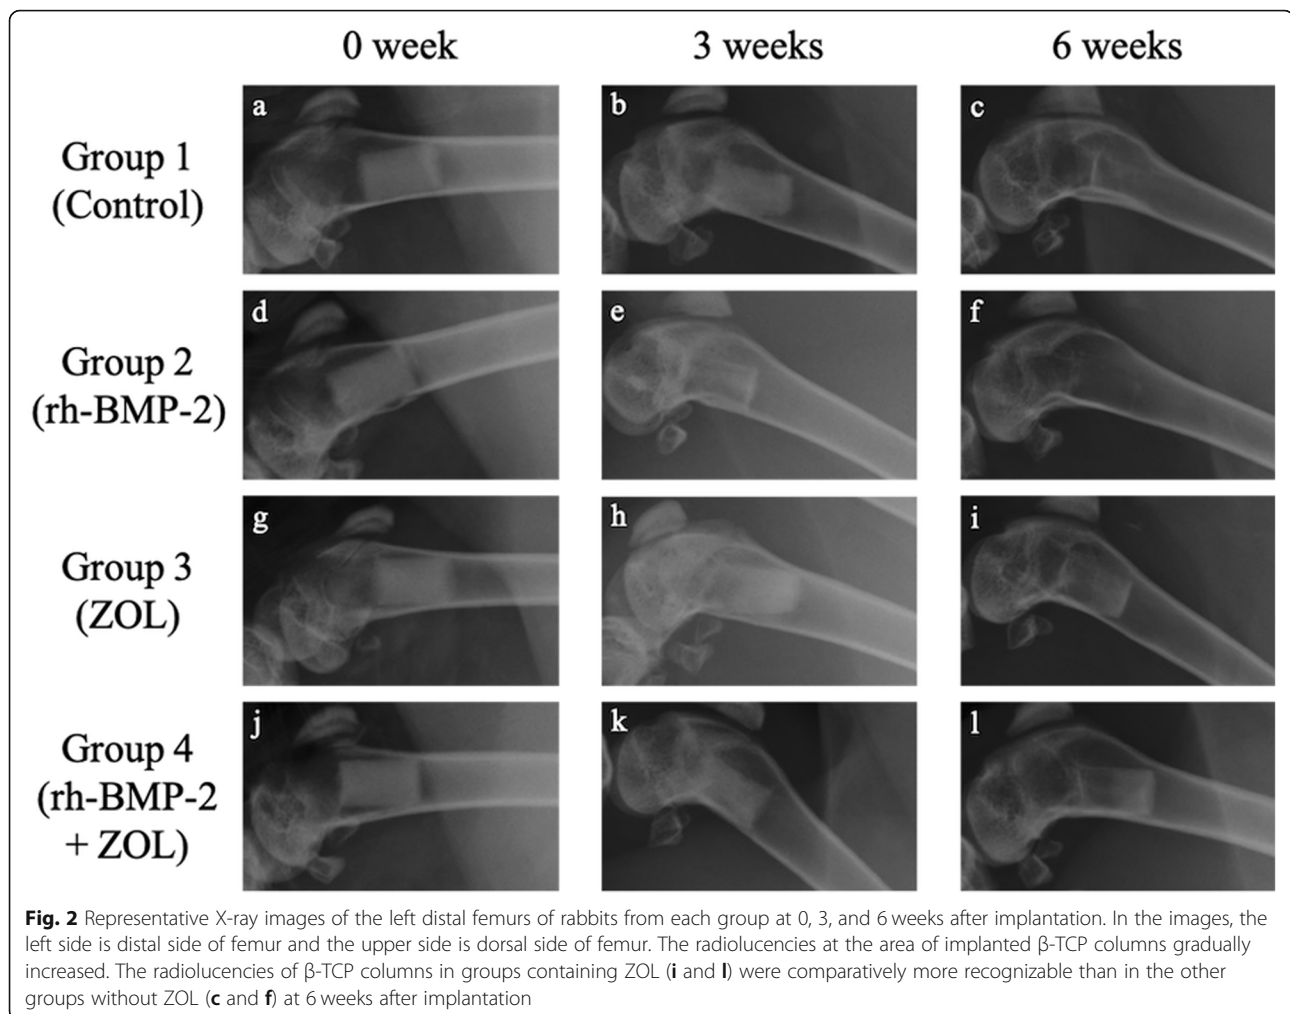 0 week 3 weeks 6 weeks
Group 1
(Control)
a b c
Group 2
(rh-BMP-2)
d e f
Group 3
(ZOL)
g h i
Group 4
(rh-BMP-2
+ ZOL)
j k l
Fig. 2 Representative X-ray images of the left distal femurs of rabbits from each group at 0, 3, and 6 weeks after implantation. In the images, the
left side is distal side of femur and the upper side is dorsal side of femur. The radiolucencies at the area of implanted β-TCP columns gradually
increased. The radiolucencies of β-TCP columns in groups containing ZOL (i and l) were comparatively more recognizable than in the other
groups without ZOL (c and f) at 6 weeks after implantation